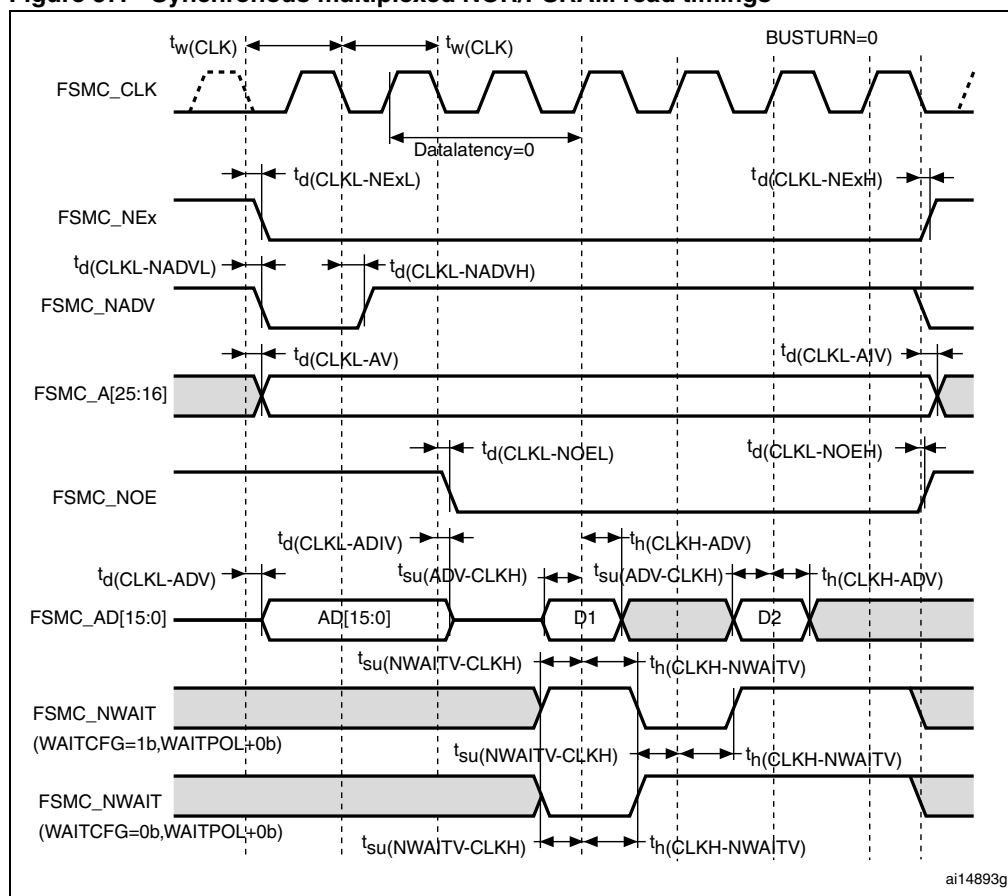 Figure 37. Synchronous multiplexed NOR/PSRAM read timings
tw(CLK) tw(CLK) BUSTURN=0
FSMC_CLK
Datalatency=0
td(CLKL-NExL) td(CLKL-NExH)
FSMC_NEx
td(CLKL-NADVL) td(CLKL-NADVH)
FSMC_NADV
td(CLKL-AV) td(CLKL-AIV)
FSMC_A[25:16]
td(CLKL-NOEL) td(CLKL-NOEH)
FSMC_NOE
td(CLKL-ADIV) th(CLKH-ADV)
td(CLKL-ADV) tsu(ADV-CLKH) tsu(ADV-CLKH) th(CLKH-ADV)
FSMC_AD[15:0] AD[15:0] D1 D2
tsu(NWAITV-CLKH) th(CLKH-NWAITV)
FSMC_NWAIT
(WAITCFG=1b,WAITPOL+0b)
tsu(NWAITV-CLKH) th(CLKH-NWAITV)
FSMC_NWAIT
(WAITCFG=0b,WAITPOL+0b)
tsu(NWAITV-CLKH) th(CLKH-NWAITV)
ai14893g